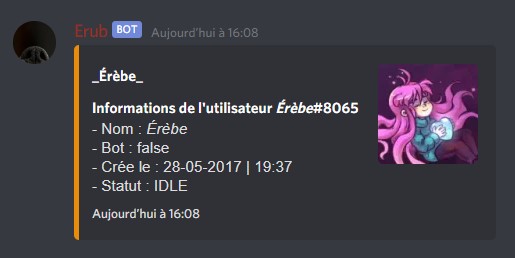 Erub BOT Aujourd'hui à 16:08
_Érèbe_
Informations de l'utilisateur Érèbe#8065
- Nom : Érèbe
- Bot : false
- Crée le : 28-05-2017 | 19:37
- Statut : IDLE
Aujourd'hui à 16:08